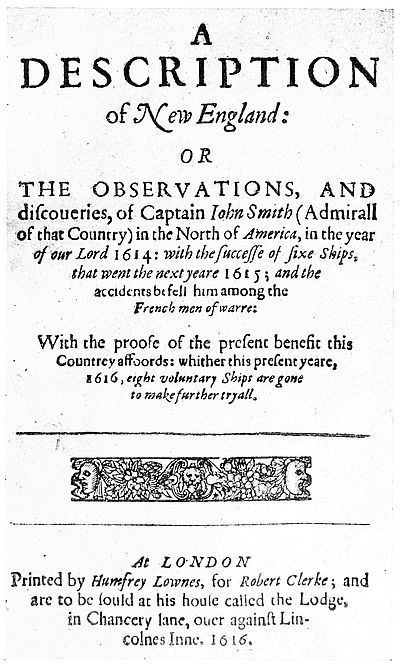 A
DESCRIPTION
of New England:
OR
THE OBSERVATIONS, AND
diſcoueries, of Captain Iohn Smith (Admirall
of that Country) in the North of America, in the year
of our Lord 1614: with the ſucceſſe of ſixe Ships,
that went the next yeare 1615; and the
accidents befell him among the
French men of warre:
With the proofe of the preſent benefit this
Countrey affoords: whither this preſent yeare,
1616, eight voluntary Ships are gone
to make further tryall.
At LONDON
Printed by Humfrey Lownes, for Robert Clerke; and
are to be ſould at his houſe called the Lodge,
in Chancery lane, ouer againſt Lin-
colnes Inne, 1616.